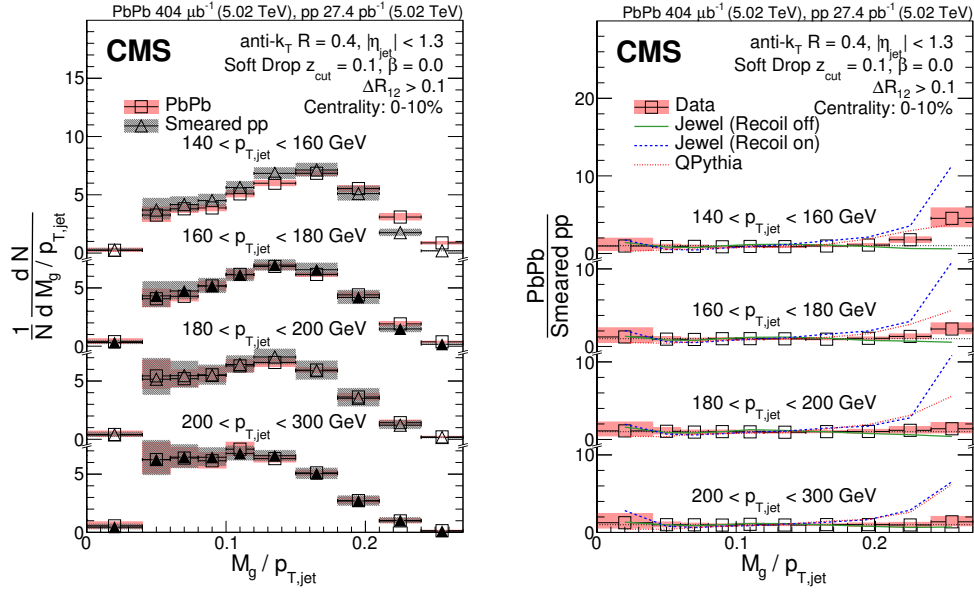 PbPb 404 μb⁻¹ (5.02 TeV), pp 27.4 pb⁻¹ (5.02 TeV)
CMS
anti-k_T R = 0.4, |η_jet| < 1.3
Soft Drop z_cut = 0.1, β = 0.0
ΔR₁₂ > 0.1
Centrality: 0-10%
PbPb
Smeared pp
140 < p_T,jet < 160 GeV
160 < p_T,jet < 180 GeV
180 < p_T,jet < 200 GeV
200 < p_T,jet < 300 GeV
15
10
5
0
5
0
5
0
5
0
0 0.1 0.2
1/N dN / d M_g / p_T,jet
M_g / p_T,jet
PbPb 404 μb⁻¹ (5.02 TeV), pp 27.4 pb⁻¹ (5.02 TeV)
CMS
anti-k_T R = 0.4, |η_jet| < 1.3
Soft Drop z_cut = 0.1, β = 0.0
ΔR₁₂ > 0.1
Centrality: 0-10%
Data
Jewel (Recoil off)
Jewel (Recoil on)
QPythia
140 < p_T,jet < 160 GeV
160 < p_T,jet < 180 GeV
180 < p_T,jet < 200 GeV
200 < p_T,jet < 300 GeV
20
10
0
10
0
10
0
10
0
0 0.1 0.2
PbPb / Smeared pp
M_g / p_T,jet